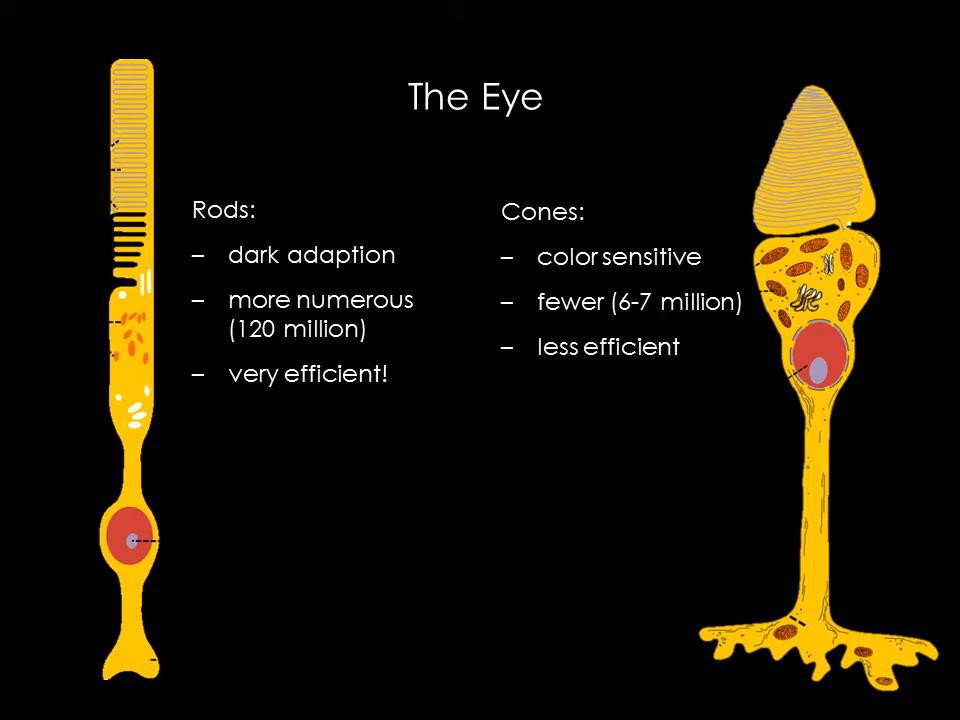 The Eye
Rods:
– dark adaption
– more numerous
(120 million)
– very efficient!
Cones:
– color sensitive
– fewer (6-7 million)
– less efficient